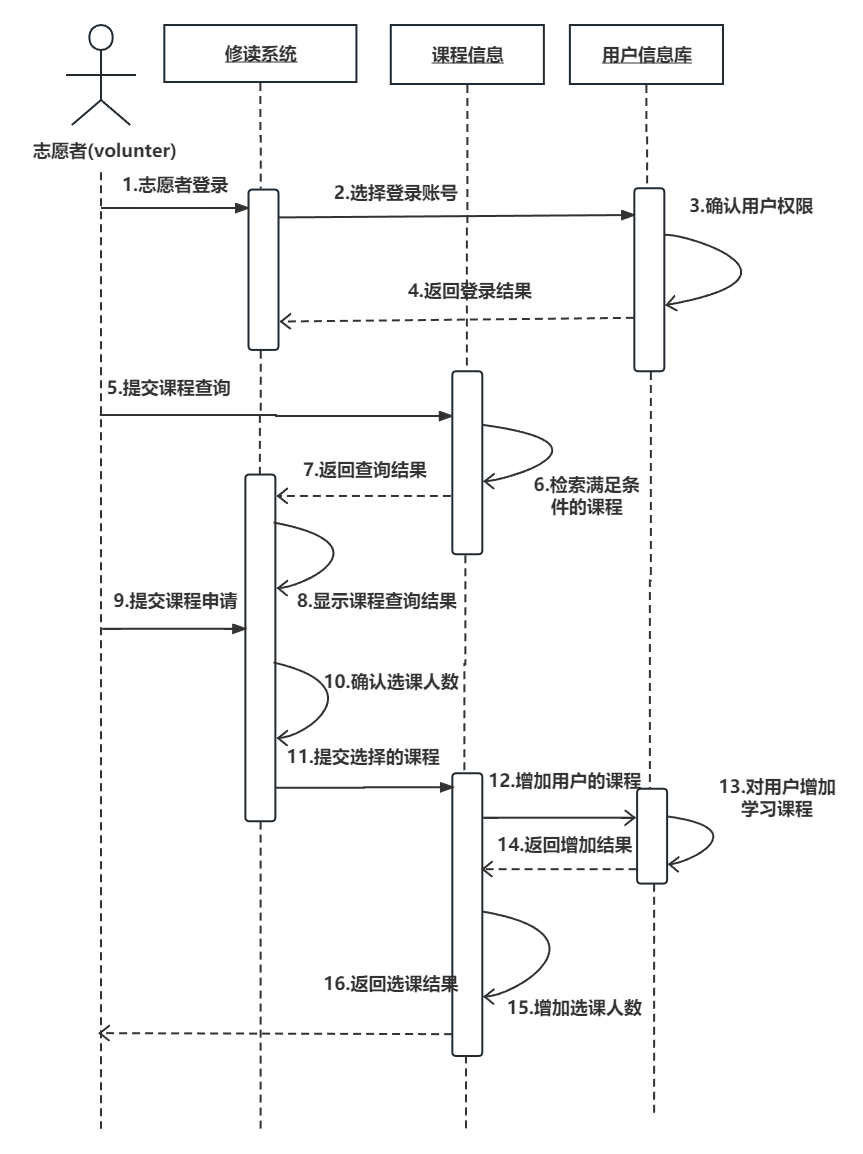 修读系统
课程信息
用户信息库
志愿者(volunter)
1.志愿者登录
2.选择登录账号
3.确认用户权限
4.返回登录结果
5.提交课程查询
7.返回查询结果
6.检索满足条
件的课程
9.提交课程申请
8.显示课程查询结果
10.确认选课人数
11.提交选择的课程
12.增加用户的课程
13.对用户增加
学习课程
14.返回增加结果
16.返回选课结果
15.增加选课人数